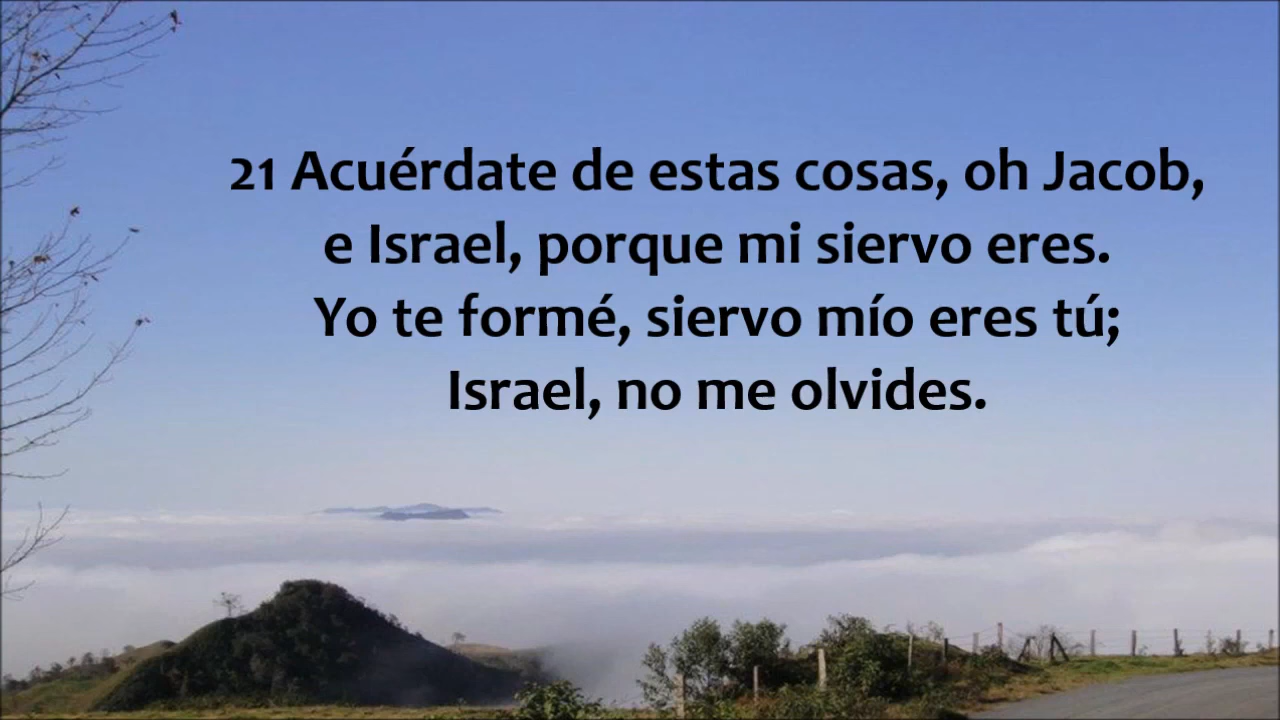 21 Acuérdate de estas cosas, oh Jacob,
e Israel, porque mi siervo eres.
Yo te formé, siervo mío eres tú;
Israel, no me olvides.